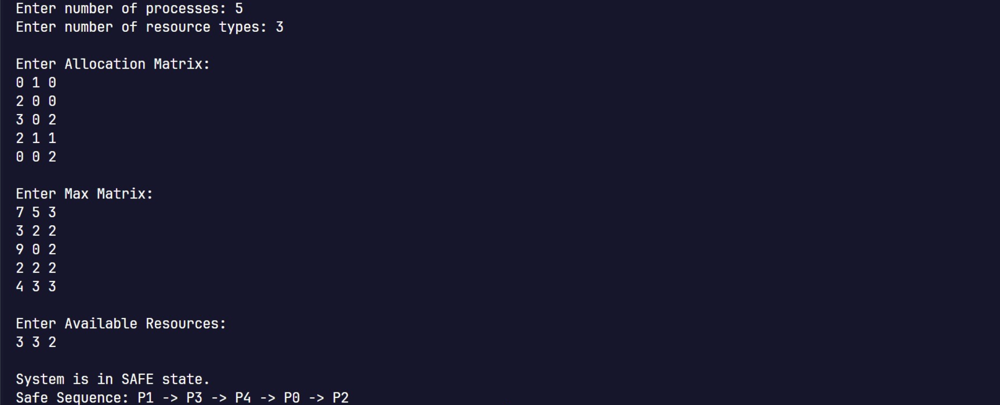 Enter number of processes: 5
Enter number of resource types: 3
Enter Allocation Matrix:
0 1 0
2 0 0
3 0 2
2 1 1
0 0 2
Enter Max Matrix:
7 5 3
3 2 2
9 0 2
2 2 2
4 3 3
Enter Available Resources:
3 3 2
System is in SAFE state.
Safe Sequence: P1 -> P3 -> P4 -> P0 -> P2